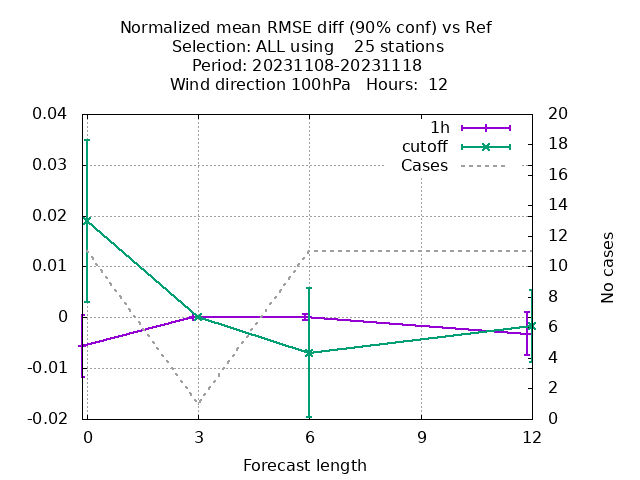 Normalized mean RMSE diff (90% conf) vs Ref
Selection: ALL using    25 stations
Period: 20231108-20231118
Wind direction 100hPa   Hours:  12
0.04
0.03
0.02
0.01
0
-0.01
-0.02
20
18
16
14
12
10
8
6
4
2
0
1h
cutoff
Cases
No cases
0 3 6 9 12
Forecast length